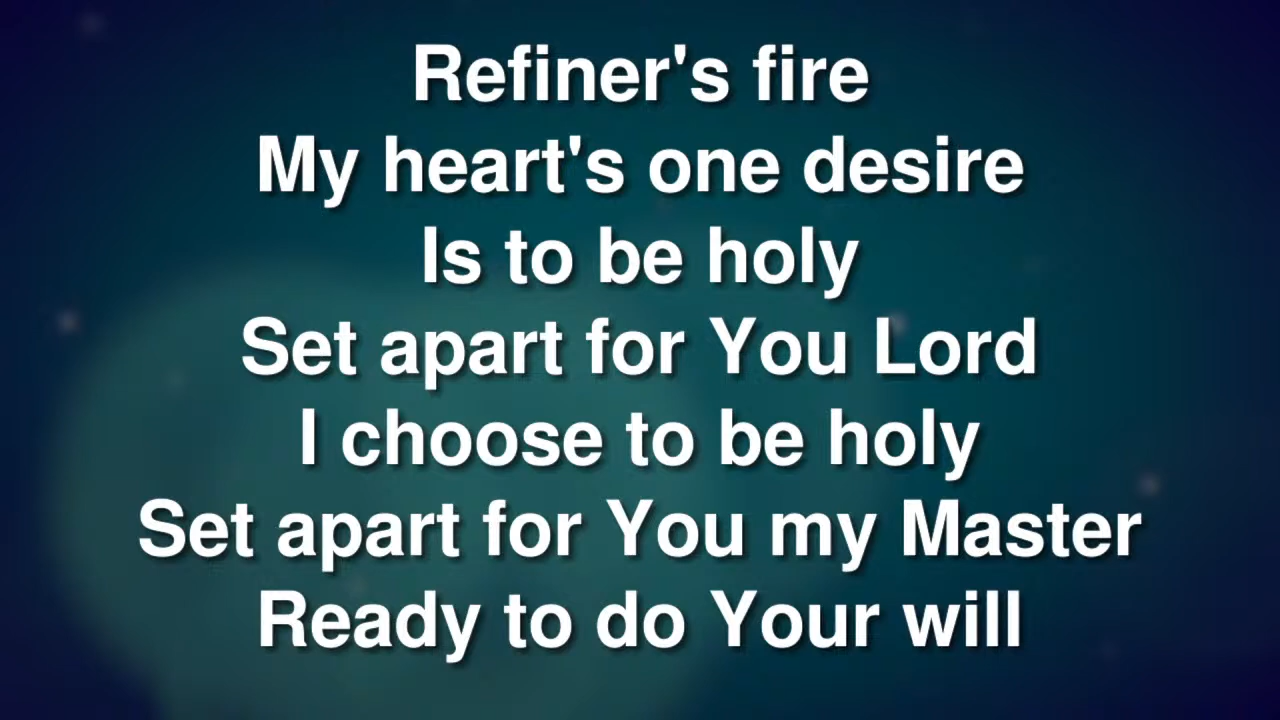 Refiner's fire
My heart's one desire
Is to be holy
Set apart for You Lord
I choose to be holy
Set apart for You my Master
Ready to do Your will